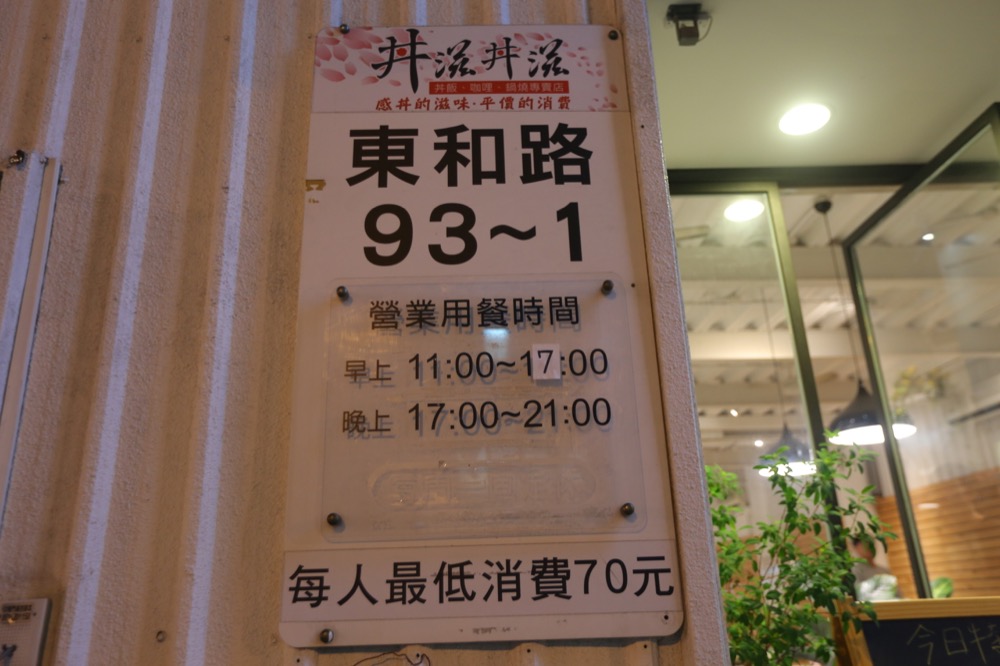 丼滋丼滋
丼飯、咖哩、鍋燒專賣店
感丼的滋味·平價的消費
東和路
93~1
營業用餐時間
早上 11:00~17:00
晚上 17:00~21:00
每人最低消費70元
今日